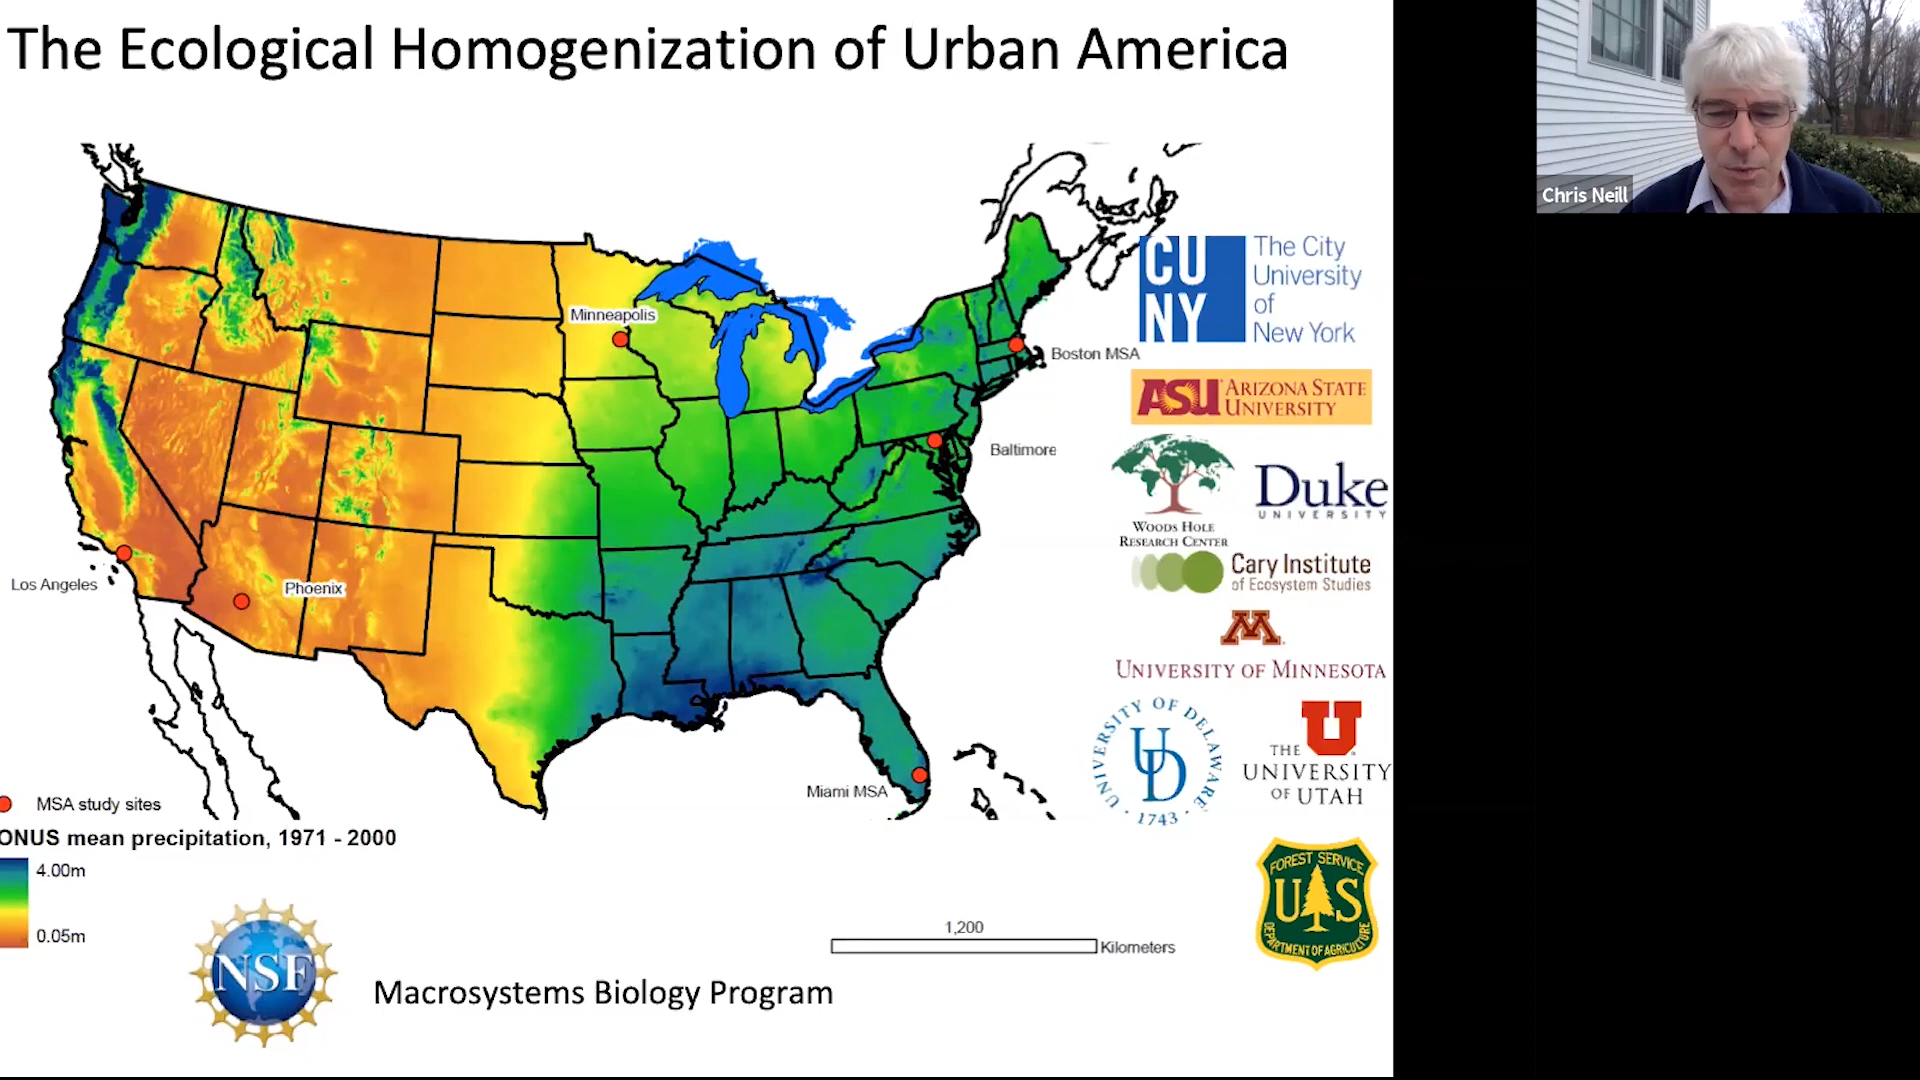 The Ecological Homogenization of Urban America
Chris Neill
Minneapolis
Boston MSA
Baltimore
Los Angeles
Phoenix
Miami MSA
MSA study sites
ONUS mean precipitation, 1971 - 2000
4.00m
0.05m
1,200
Kilometers
NSF
Macrosystems Biology Program
CU
NY
The City
University
of
New York
ASU ARIZONA STATE
UNIVERSITY
WOODS HOLE
RESEARCH CENTER
Duke
UNIVERSITY
Cary Institute
of Ecosystem Studies
M
UNIVERSITY OF MINNESOTA
UNIVERSITY OF DELAWARE
UD
· 1743 ·
U
THE
UNIVERSITY
OF UTAH
FOREST SERVICE
U S
DEPARTMENT OF AGRICULTURE